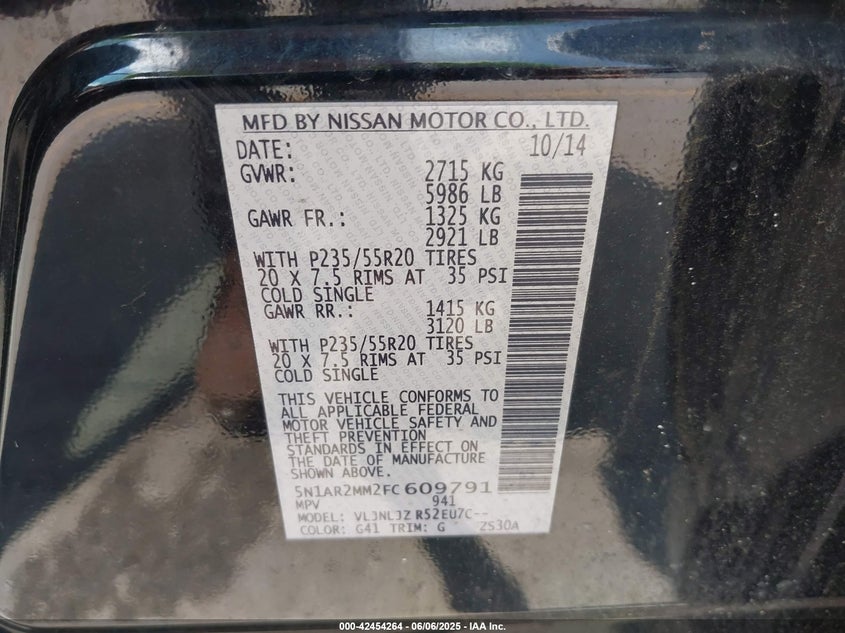 MFD BY NISSAN MOTOR CO., LTD.
DATE: 10/14
GVWR: 2715 KG
5986 LB
GAWR FR.: 1325 KG
2921 LB
WITH P235/55R20 TIRES
20 X 7.5 RIMS AT 35 PSI
COLD SINGLE
GAWR RR.: 1415 KG
3120 LB
WITH P235/55R20 TIRES
20 X 7.5 RIMS AT 35 PSI
COLD SINGLE
THIS VEHICLE CONFORMS TO
ALL APPLICABLE FEDERAL
MOTOR VEHICLE SAFETY AND
THEFT PREVENTION
STANDARDS IN EFFECT ON
THE DATE OF MANUFACTURE
SHOWN ABOVE.
5N1AR2MM2FC609791
MPV 941
MODEL: VL3NL3Z R52EU7C--
COLOR: G41 TRIM: G ZS30A
000-42454264 - 06/06/2025 - IAA Inc.